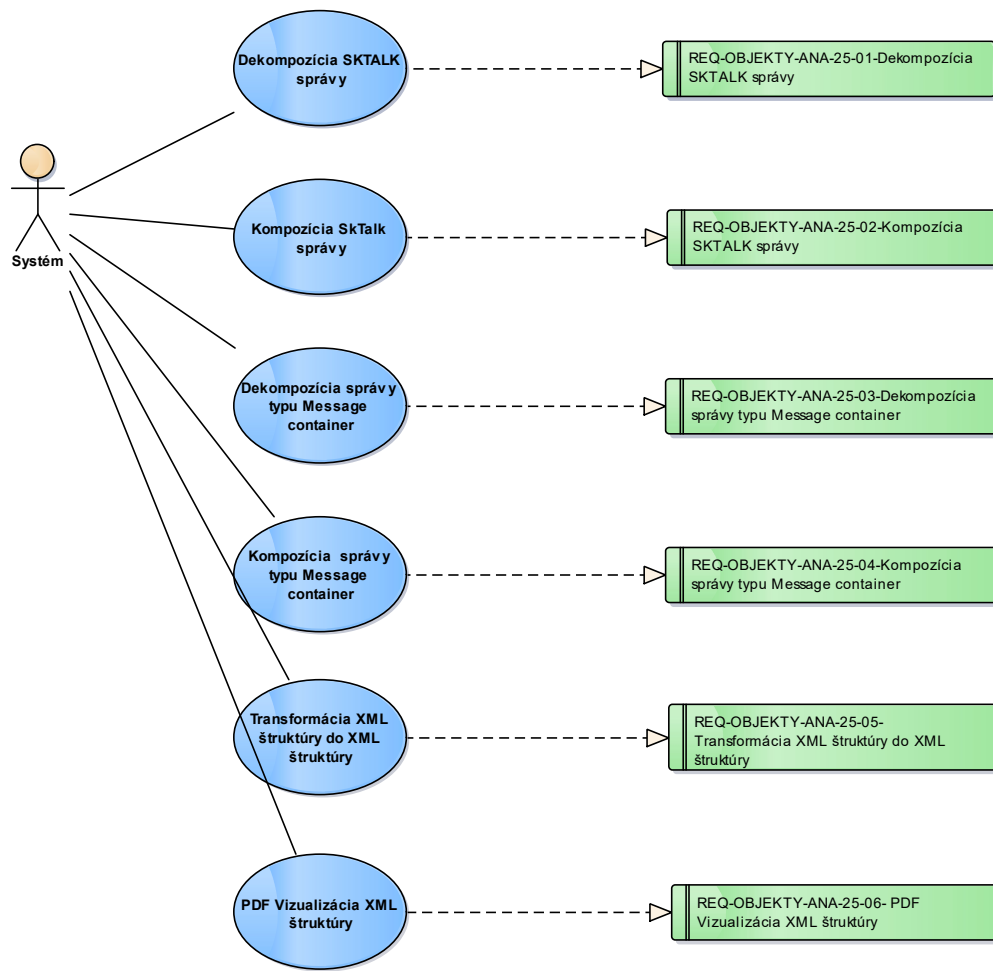 Dekompozícia SKTALK
správy
REQ-OBJEKTY-ANA-25-01-Dekompozícia
SKTALK správy
Systém
Kompozícia SkTalk
správy
REQ-OBJEKTY-ANA-25-02-Kompozícia
SKTALK správy
Dekompozícia správy
typu Message
container
REQ-OBJEKTY-ANA-25-03-Dekompozícia
správy typu Message container
Kompozícia správy
typu Message
container
REQ-OBJEKTY-ANA-25-04-Kompozícia
správy typu Message container
Transformácia XML
štruktúry do XML
štruktúry
REQ-OBJEKTY-ANA-25-05-
Transformácia XML štruktúry do XML
štruktúry
PDF Vizualizácia XML
štruktúry
REQ-OBJEKTY-ANA-25-06- PDF
Vizualizácia XML štruktúry